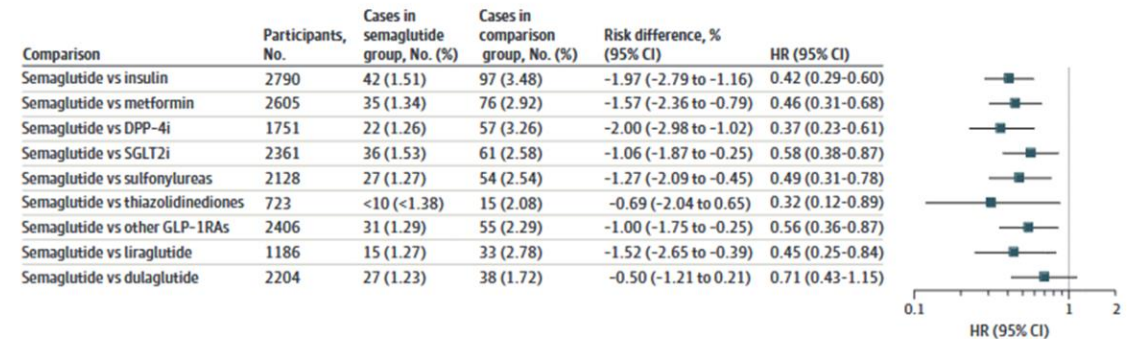 Comparison Participants, No. Cases in semaglutide group, No. (%) Cases in comparison group, No. (%) Risk difference, % (95% CI) HR (95% CI)
Semaglutide vs insulin 2790 42 (1.51) 97 (3.48) -1.97 (-2.79 to -1.16) 0.42 (0.29-0.60)
Semaglutide vs metformin 2605 35 (1.34) 76 (2.92) -1.57 (-2.36 to -0.79) 0.46 (0.31-0.68)
Semaglutide vs DPP-4i 1751 22 (1.26) 57 (3.26) -2.00 (-2.98 to -1.02) 0.37 (0.23-0.61)
Semaglutide vs SGLT2i 2361 36 (1.53) 61 (2.58) -1.06 (-1.87 to -0.25) 0.58 (0.38-0.87)
Semaglutide vs sulfonylureas 2128 27 (1.27) 54 (2.54) -1.27 (-2.09 to -0.45) 0.49 (0.31-0.78)
Semaglutide vs thiazolidinediones 723 <10 (<1.38) 15 (2.08) -0.69 (-2.04 to 0.65) 0.32 (0.12-0.89)
Semaglutide vs other GLP-1RAs 2406 31 (1.29) 55 (2.29) -1.00 (-1.75 to -0.25) 0.56 (0.36-0.87)
Semaglutide vs liraglutide 1186 15 (1.27) 33 (2.78) -1.52 (-2.65 to -0.39) 0.45 (0.25-0.84)
Semaglutide vs dulaglutide 2204 27 (1.23) 38 (1.72) -0.50 (-1.21 to 0.21) 0.71 (0.43-1.15)
0.1 1 2
HR (95% CI)